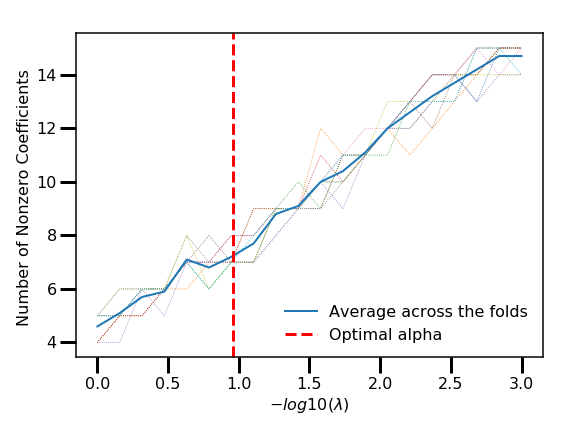 Number of Nonzero Coefficients
14
12
10
8
6
4
Average across the folds
Optimal alpha
0.0 0.5 1.0 1.5 2.0 2.5 3.0
−log10(λ)